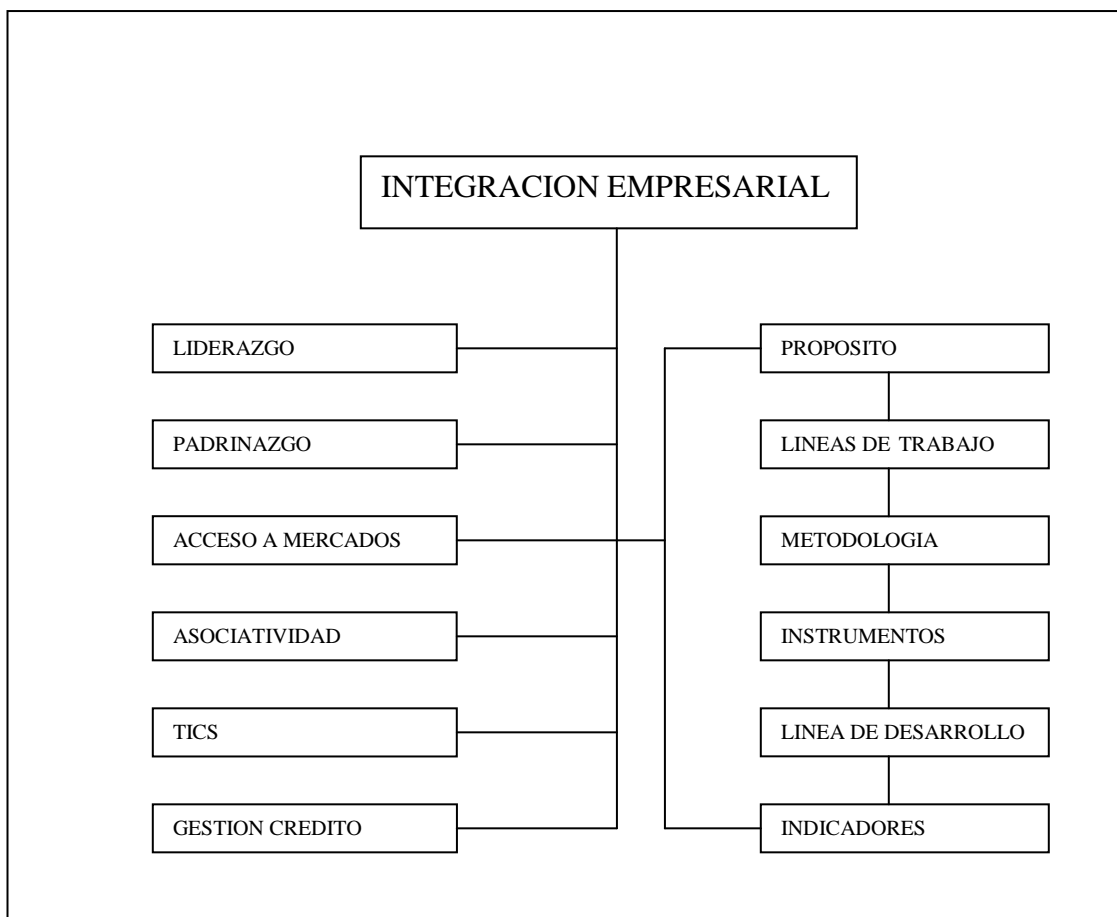 INTEGRACION EMPRESARIAL
LIDERAZGO
PADRINAZGO
ACCESO A MERCADOS
ASOCIATIVIDAD
TICS
GESTION CREDITO
PROPOSITO
LINEAS DE TRABAJO
METODOLOGIA
INSTRUMENTOS
LINEA DE DESARROLLO
INDICADORES